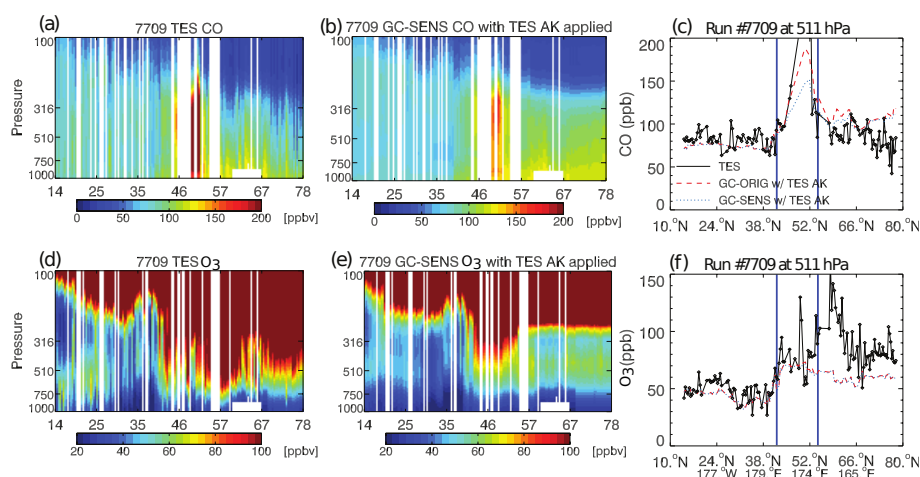 (a) 7709 TES CO
Pressure
100
316
510
750
1000
14 25 35 46 57 67 78
0 50 100 150 200 [ppbv]
(b) 7709 GC-SENS CO with TES AK applied
100
316
510
750
1000
14 25 35 46 57 67 78
0 50 100 150 200 [ppbv]
(c) Run #7709 at 511 hPa
CO (ppb)
200
150
100
50
0
TES
GC-ORIG w/ TES AK
GC-SENS w/ TES AK
10.°N 24.°N 38.°N 52.°N 66.°N 80.°N
(d) 7709 TES O3
Pressure
100
316
510
750
1000
14 25 35 46 57 67 78
20 40 60 80 100 [ppbv]
(e) 7709 GC-SENS O3 with TES AK applied
100
316
510
750
1000
14 25 35 46 57 67 78
20 40 60 80 100 [ppbv]
(f) Run #7709 at 511 hPa
O3(ppb)
150
100
50
0
10.°N 24.°N 38.°N 52.°N 66.°N 80.°N
177 °W 179 °E 174 °E 165 °E